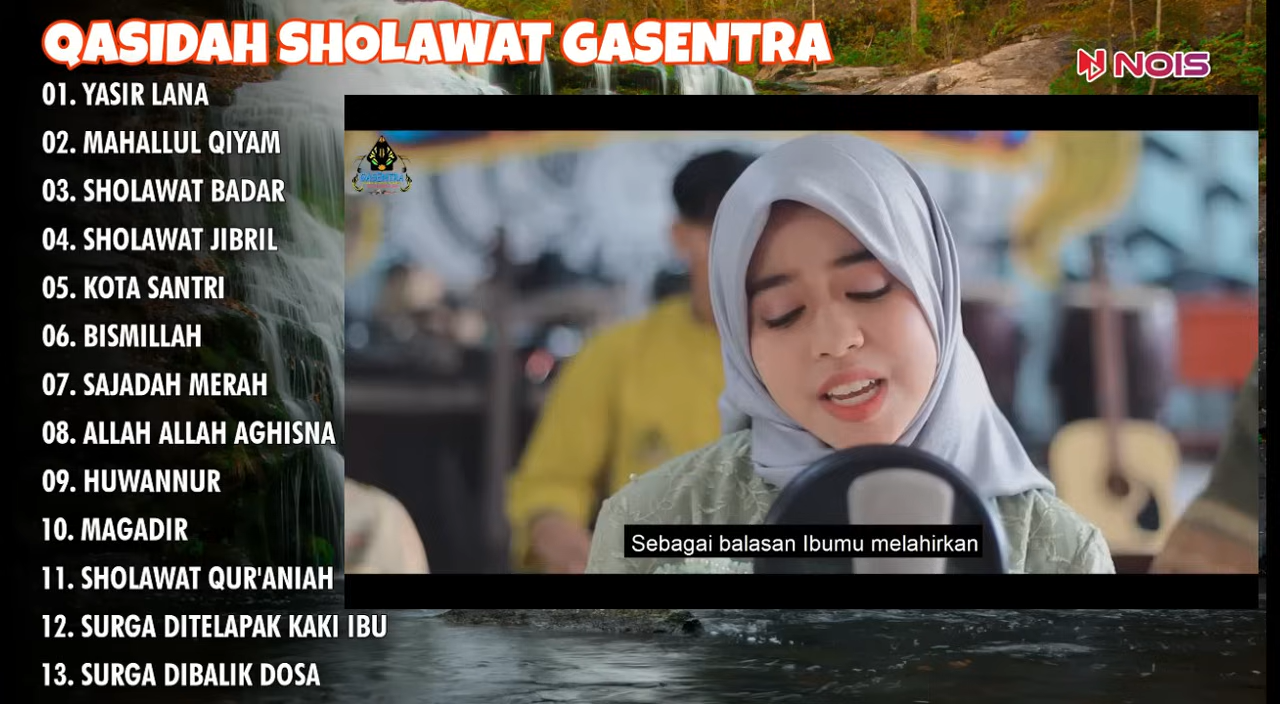 QASIDAH SHOLAWAT GASENTRA
NOIS
01. YASIR LANA
02. MAHALLUL QIYAM
03. SHOLAWAT BADAR
04. SHOLAWAT JIBRIL
05. KOTA SANTRI
06. BISMILLAH
07. SAJADAH MERAH
08. ALLAH ALLAH AGHISNA
09. HUWANNUR
10. MAGADIR
11. SHOLAWAT QUR'ANIAH
12. SURGA DITELAPAK KAKI IBU
13. SURGA DIBALIK DOSA
GASENTRA
Sebagai balasan Ibumu melahirkan